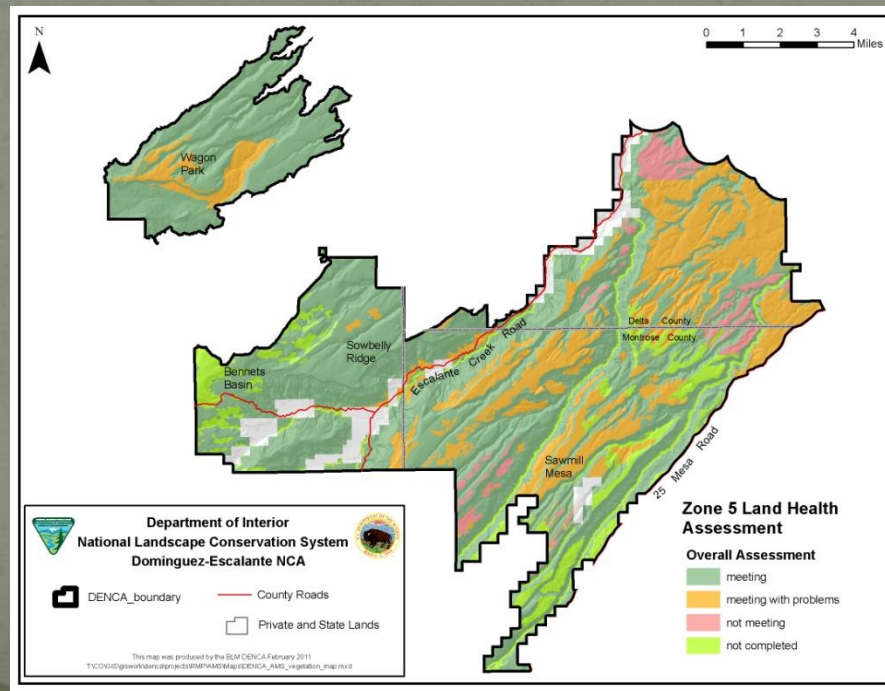 N
0 1 2 3 4
Miles
Wagon
Park
Bennets
Basin
Sowbelly
Ridge
Escalante Creek Road
Delta County
Montrose County
Sawmill
Mesa
25 Mesa Road
Zone 5 Land Health
Assessment
Overall Assessment
meeting
meeting with problems
not meeting
not completed
Department of Interior
National Landscape Conservation System
Dominguez-Escalante NCA
DENCA_boundary
County Roads
Private and State Lands
This map was produced by the BLM DENCA February 2011